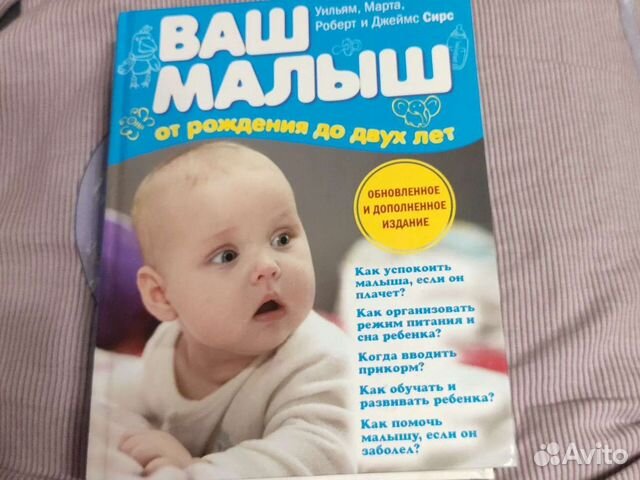 Уильям, Марта,
Роберт и Джеймс Сирс
ВАШ
МАЛЫШ
от рождения до двух лет
ОБНОВЛЕННОЕ
И ДОПОЛНЕННОЕ
ИЗДАНИЕ
Как успокоить
малыша, если он
плачет?
Как организовать
режим питания и
сна ребенка?
Когда вводить
прикорм?
Как обучать и
развивать ребенка?
Как помочь
малышу, если он
заболел?
Avito